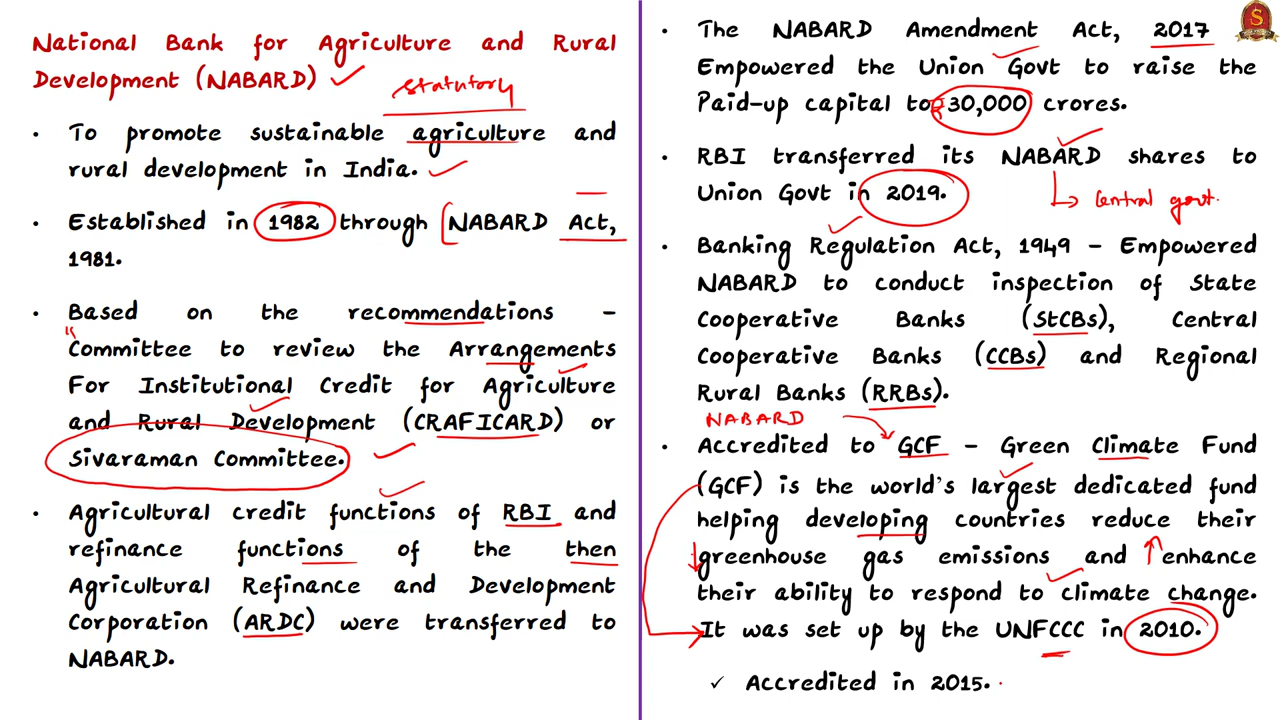 National Bank for Agriculture and Rural
Development (NABARD)
statutory
• To promote sustainable agriculture and
rural development in India.
• Established in 1982 through NABARD Act,
1981.
• Based on the recommendations –
Committee to review the Arrangements
For Institutional Credit for Agriculture
and Rural Development (CRAFICARD) or
Sivaraman Committee.
• Agricultural credit functions of RBI and
refinance functions of the then
Agricultural Refinance and Development
Corporation (ARDC) were transferred to
NABARD.
• The NABARD Amendment Act, 2017
Empowered the Union Govt to raise the
Paid-up capital to ₹30,000 crores.
• RBI transferred its NABARD shares to
Union Govt in 2019.
Central govt.
• Banking Regulation Act, 1949 – Empowered
NABARD to conduct inspection of State
Cooperative Banks (StCBs), Central
Cooperative Banks (CCBs) and Regional
Rural Banks (RRBs).
NABARD
• Accredited to GCF – Green Climate Fund
(GCF) is the world's largest dedicated fund
helping developing countries reduce their
greenhouse gas emissions and enhance
their ability to respond to climate change.
It was set up by the UNFCCC in 2010.
✓ Accredited in 2015.